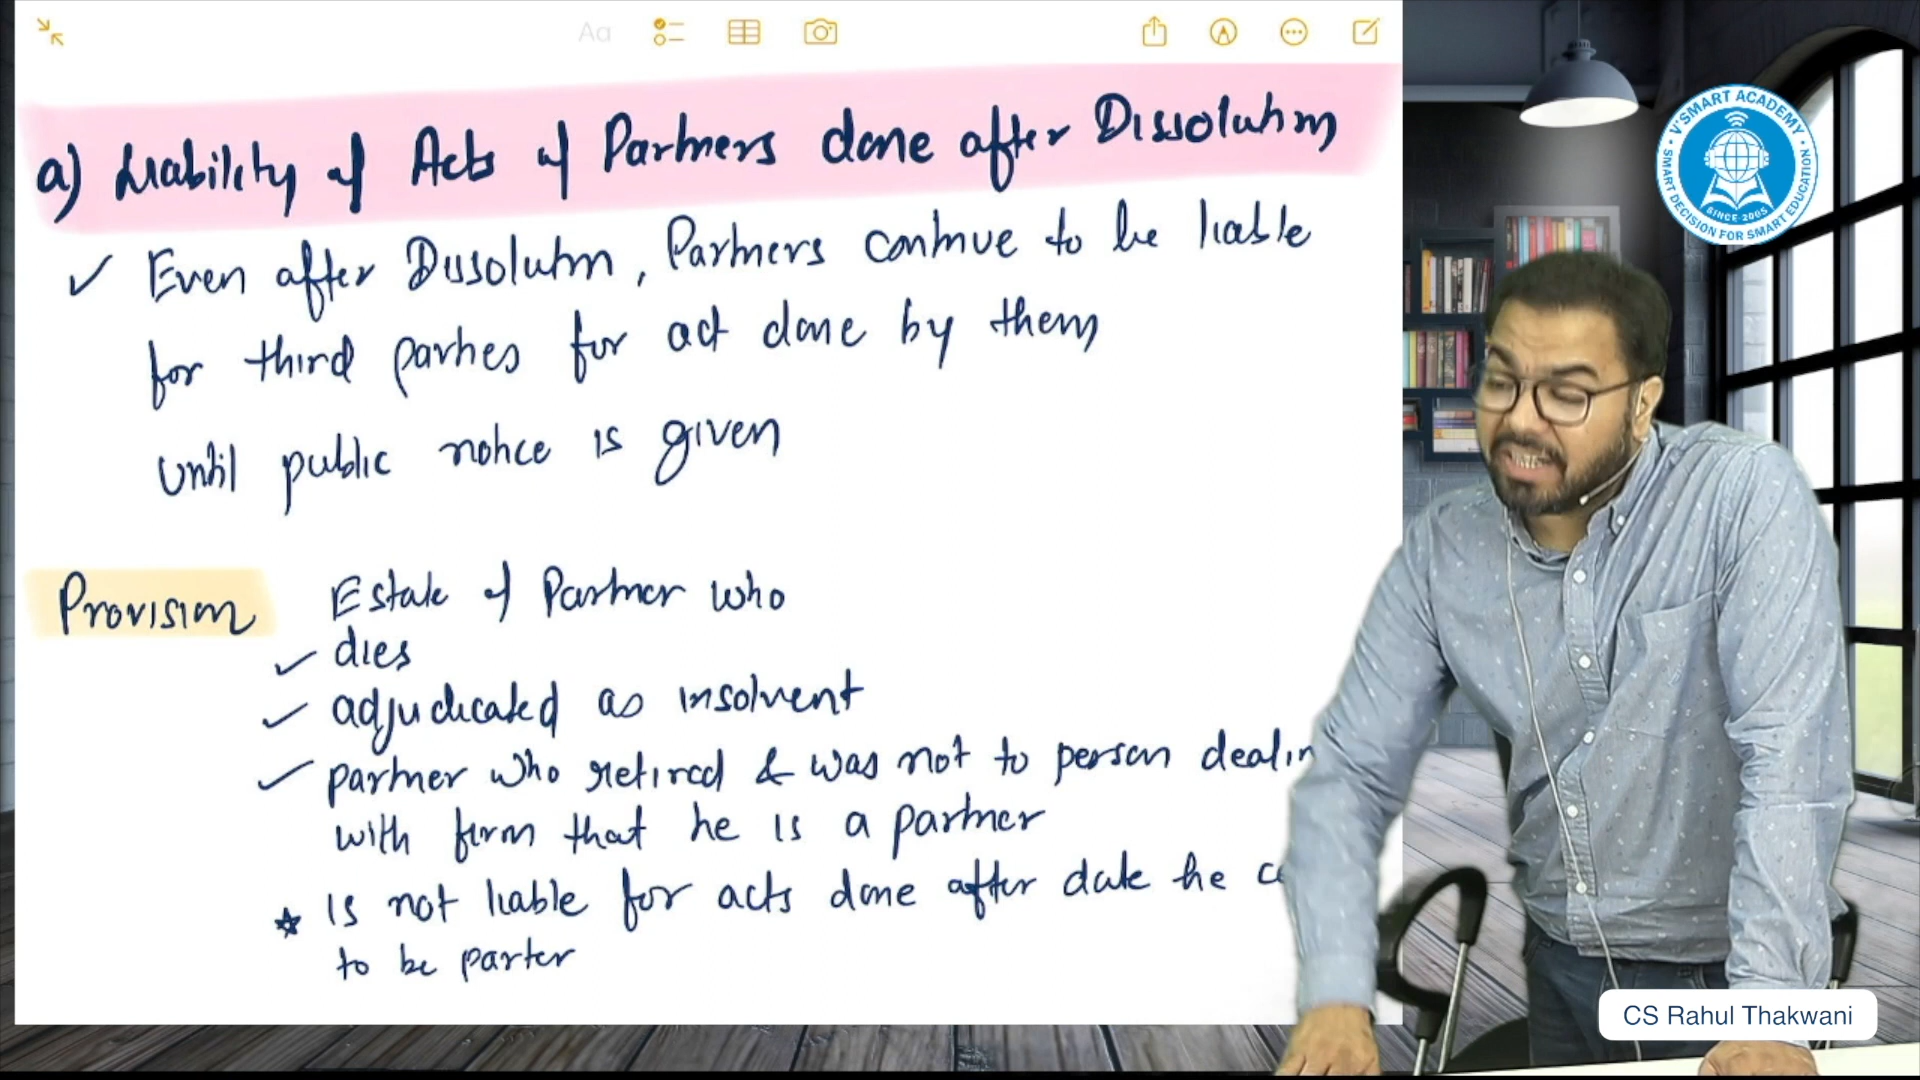 Aa
a) Liability of Acts of Partners done after Dissolution
✓ Even after Dissolution, Partners continue to be liable
for third parties for act done by them
until public notice is given
Provision Estate of Partner who
✓ dies
✓ adjudicated as insolvent
✓ partner who retired & was not to person dealin
with firm that he is a partner
★ is not liable for acts done after date he c
to be parter
V'SMART ACADEMY
SINCE-2005
SMART DECISION FOR SMART EDUCATION
CS Rahul Thakwani